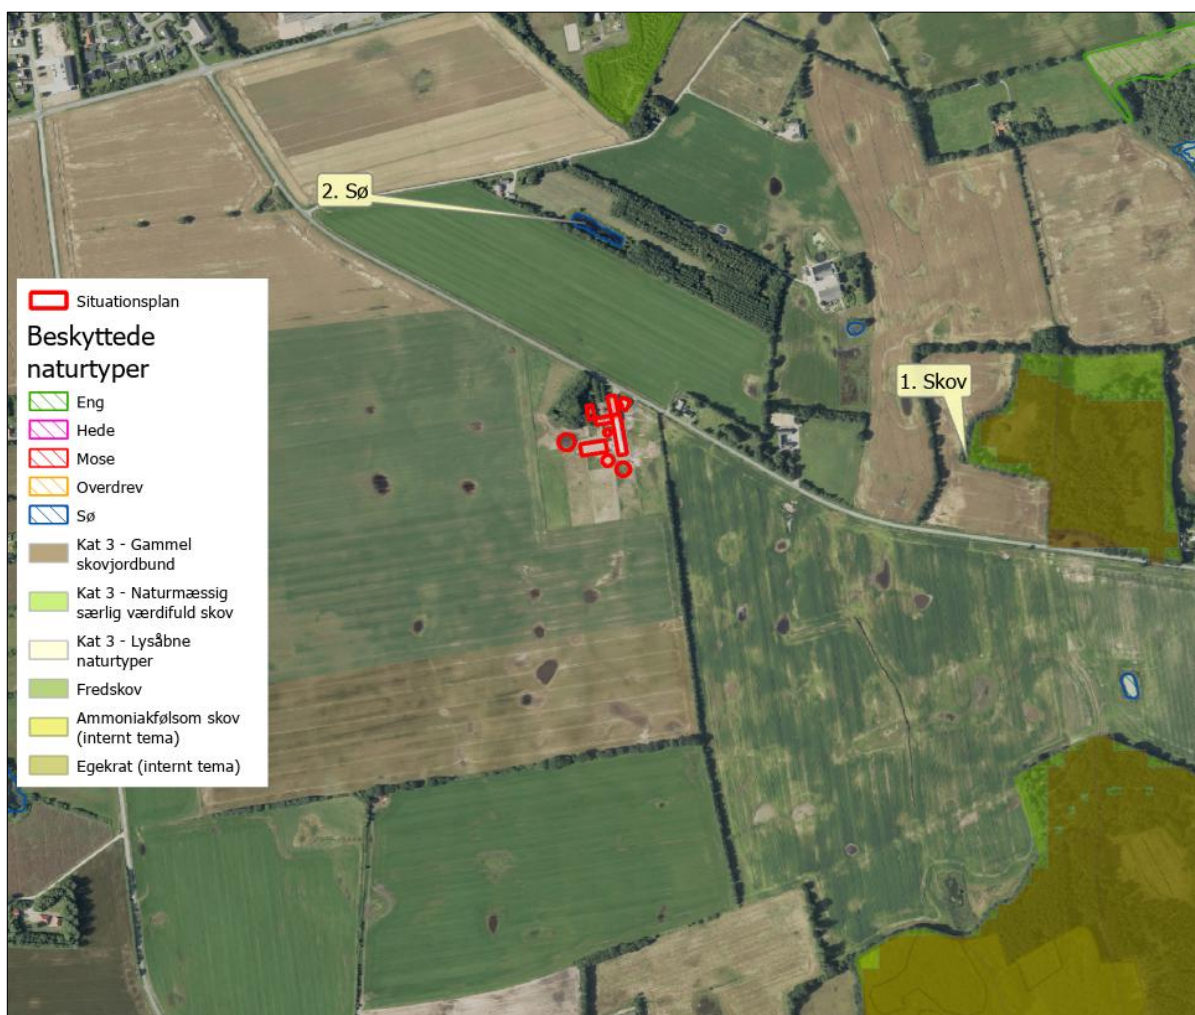 2. Sø
1. Skov
Situationsplan
Beskyttede
naturtyper
Eng
Hede
Mose
Overdrev
Sø
Kat 3 - Gammel
skovjordbund
Kat 3 - Naturmæssig
særlig værdifuld skov
Kat 3 - Lysåbne
naturtyper
Fredskov
Ammoniakfølsom skov
(internt tema)
Egekrat (internt tema)